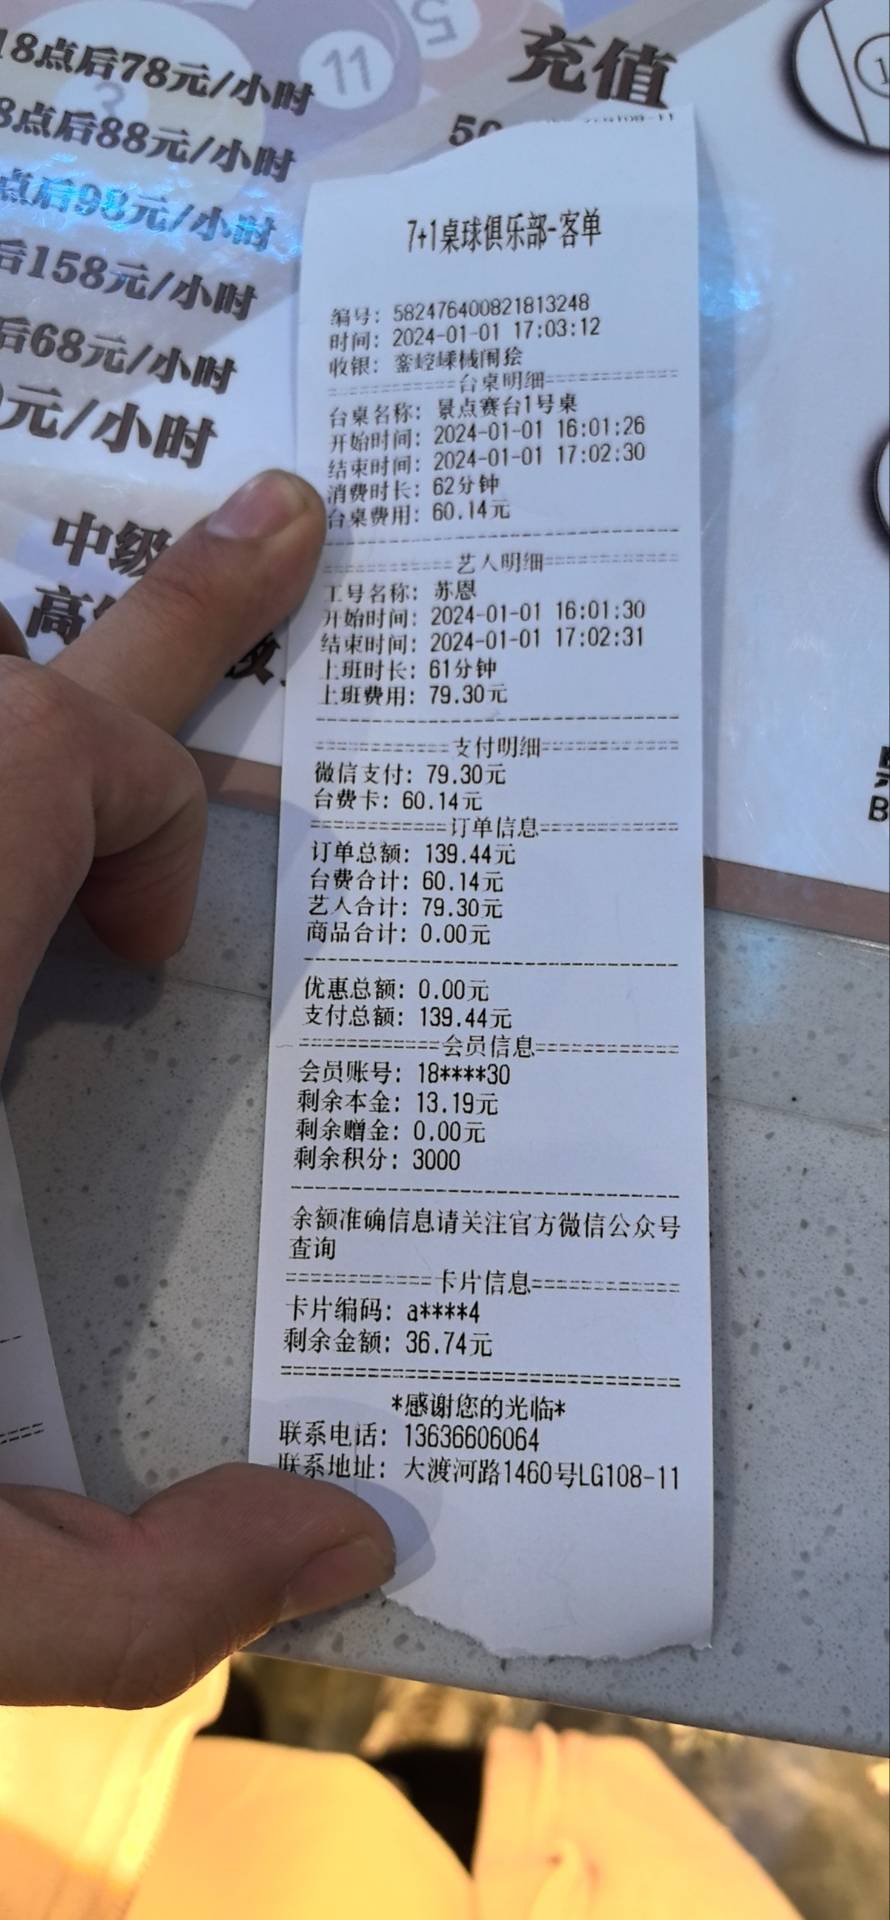 18点后78元/小时
8点后88元/小时
点后98元/小时
后158元/小时
后68元/小时
元/小时
中级
高
充值
50
11
5
3
7+1桌球俱乐部-客单
编号: 582476400821813248
时间: 2024-01-01 17:03:12
收银:
============台桌明细============
台桌名称: 景点赛台1号桌
开始时间: 2024-01-01 16:01:26
结束时间: 2024-01-01 17:02:30
消费时长: 62分钟
台桌费用: 60.14元
============艺人明细============
工号名称: 苏恩
开始时间: 2024-01-01 16:01:30
结束时间: 2024-01-01 17:02:31
上班时长: 61分钟
上班费用: 79.30元
============支付明细============
微信支付: 79.30元
台费卡: 60.14元
============订单信息============
订单总额: 139.44元
台费合计: 60.14元
艺人合计: 79.30元
商品合计: 0.00元
优惠总额: 0.00元
支付总额: 139.44元
============会员信息============
会员账号: 18****30
剩余本金: 13.19元
剩余赠金: 0.00元
剩余积分: 3000
余额准确信息请关注官方微信公众号
查询
============卡片信息============
卡片编码: a****4
剩余金额: 36.74元
*感谢您的光临*
联系电话: 13636606064
联系地址: 大渡河路1460号LG108-11